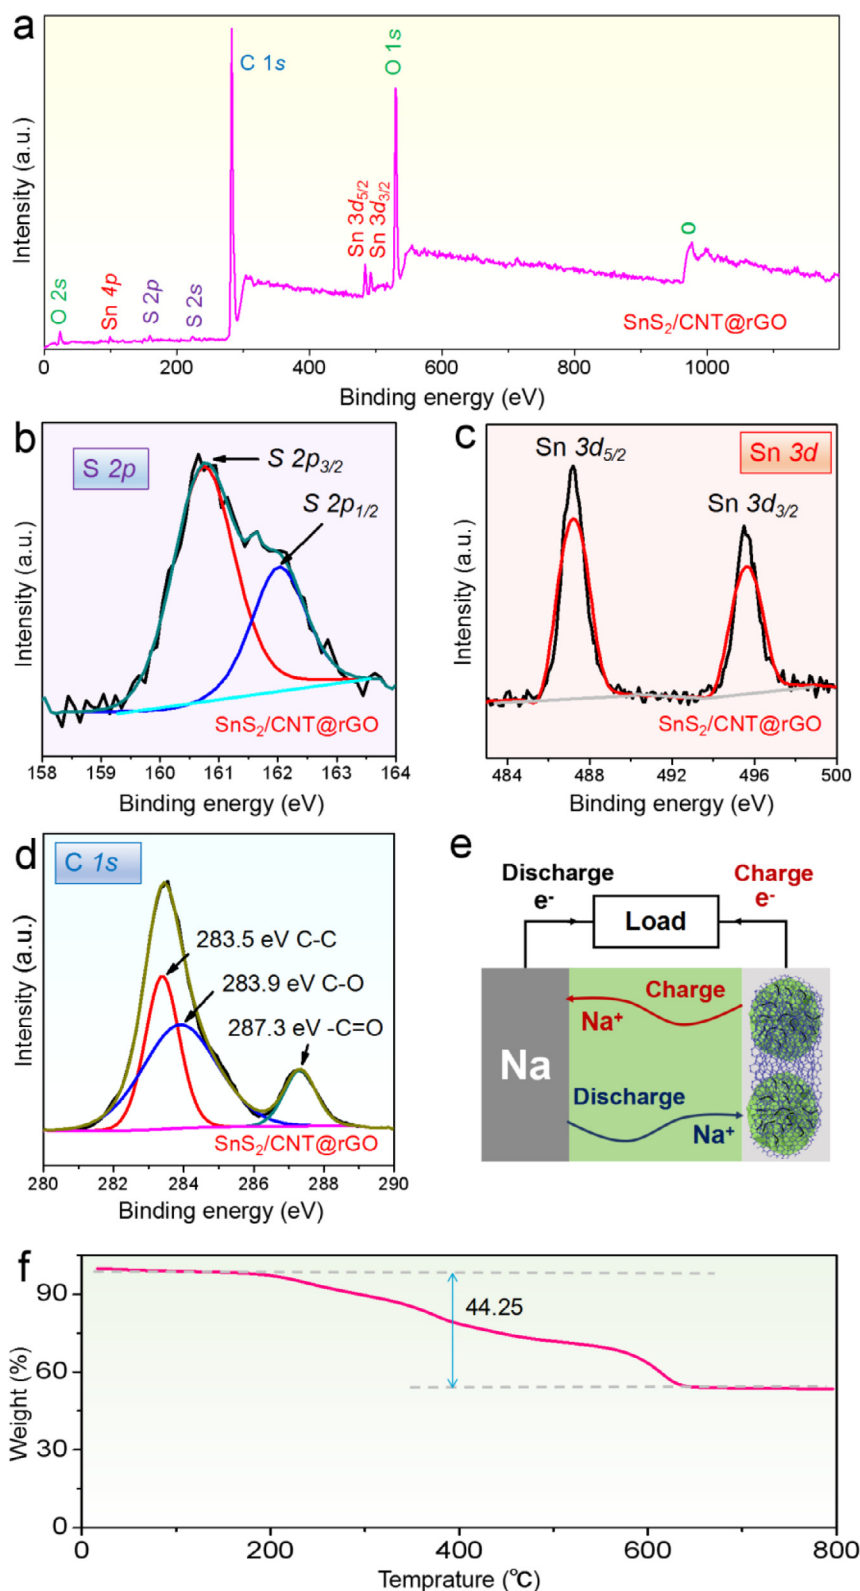 a
Intensity (a.u.)
O 2s
Sn 4p
S 2p
S 2s
C 1s
Sn 3d5/2
Sn 3d3/2
O 1s
O
SnS2/CNT@rGO
0 200 400 600 800 1000
Binding energy (eV)
b
S 2p
S 2p3/2
S 2p1/2
Intensity (a.u.)
SnS2/CNT@rGO
158 159 160 161 162 163 164
Binding energy (eV)
c
Sn 3d5/2
Sn 3d
Sn 3d3/2
Intensity (a.u.)
SnS2/CNT@rGO
484 488 492 496 500
Binding energy (eV)
d
C 1s
283.5 eV C-C
283.9 eV C-O
287.3 eV -C=O
Intensity (a.u.)
SnS2/CNT@rGO
280 282 284 286 288 290
Binding energy (eV)
e
Discharge
e-
Load
Charge
e-
Na
Charge
Na+
Discharge
Na+
f
44.25
90
60
30
0
Weight (%)
0 200 400 600 800
Temprature (°C)